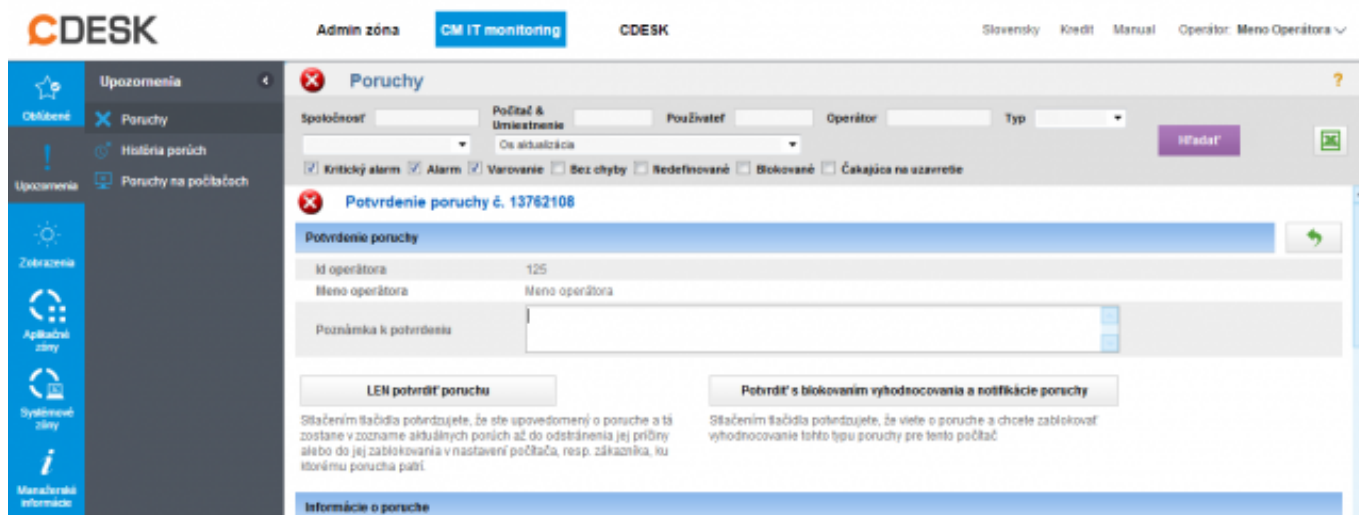 CDESK
Admin zóna
CM IT monitoring
CDESK
Slovensky
Kredit
Manual
Operátor: Meno Operátora
Obľúbené
Upozornenia
Zobrazenia
Aplikačné
zóny
Systémové
zóny
Manažerské
informácie
Upozornenia
Poruchy
História porúch
Poruchy na počítačoch
Poruchy
?
Spoločnosť
Počítač &
Umiestnenie
Používateľ
Operátor
Typ
Os aktualizácia
Hľadať
Kritický alarm
Alarm
Varovanie
Bez chyby
Nedefinované
Blokované
Čakajúca na uzavretie
Potvrdenie poruchy č. 13762108
Potvrdenie poruchy
Id operátora
125
Meno operátora
Meno operátora
Poznámka k potvrdeniu
LEN potvrdiť poruchu
Potvrdiť s blokovaním vyhodnocovania a notifikácie poruchy
Stlačením tlačidla potvrdzujete, že ste upovedomený o poruche a tá
zostane v zozname aktuálnych porúch až do odstránenia jej príčiny
alebo do jej zablokovania v nastavení počítača, resp. zákazníka, ku
ktorému porucha patrí.
Stlačením tlačidla potvrdzujete, že viete o poruche a chcete zablokovať
vyhodnocovanie tohto typu poruchy pre tento počítač
Informácie o poruche